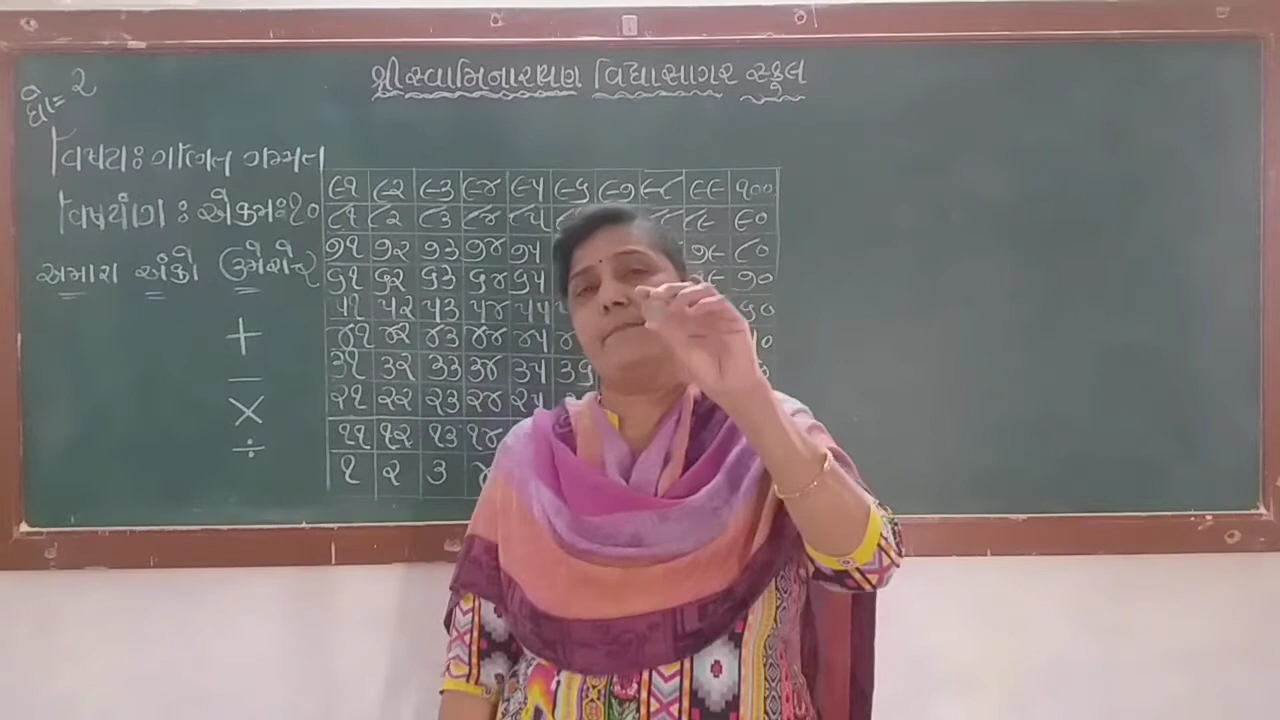 શ્રી સ્વામિનારાયણ વિદ્યાસાગર સ્કૂલ
ધો= ૨
વિષયઃ ગણિત ગમ્મત
વિષયાંગ : એકમઃ૧૦
અમારા અંકો
૯૧ ૯૨ ૯૩ ૯૪ ૯૫ ૯૬ ૯૭ ૯૮ ૯૯ ૧૦૦
૮૧ ૮૨ ૮૩ ૮૪ ૮૫ ૮૯ ૯૦
૭૧ ૭૨ ૭૩ ૭૪ ૭૫ ૭૯ ૮૦
૬૧ ૬૨ ૬૩ ૬૪ ૬૫ ૭૦
૫૧ ૫૨ ૫૩ ૫૪ ૫૫ ૬૦
૪૧ ૪૨ ૪૩ ૪૪ ૪૫
૩૧ ૩૨ ૩૩ ૩૪ ૩૫ ૩૬
૨૧ ૨૨ ૨૩ ૨૪ ૨૫
૧૧ ૧૨ ૧૩ ૧૪
૧ ૨ ૩
+
−
×
÷